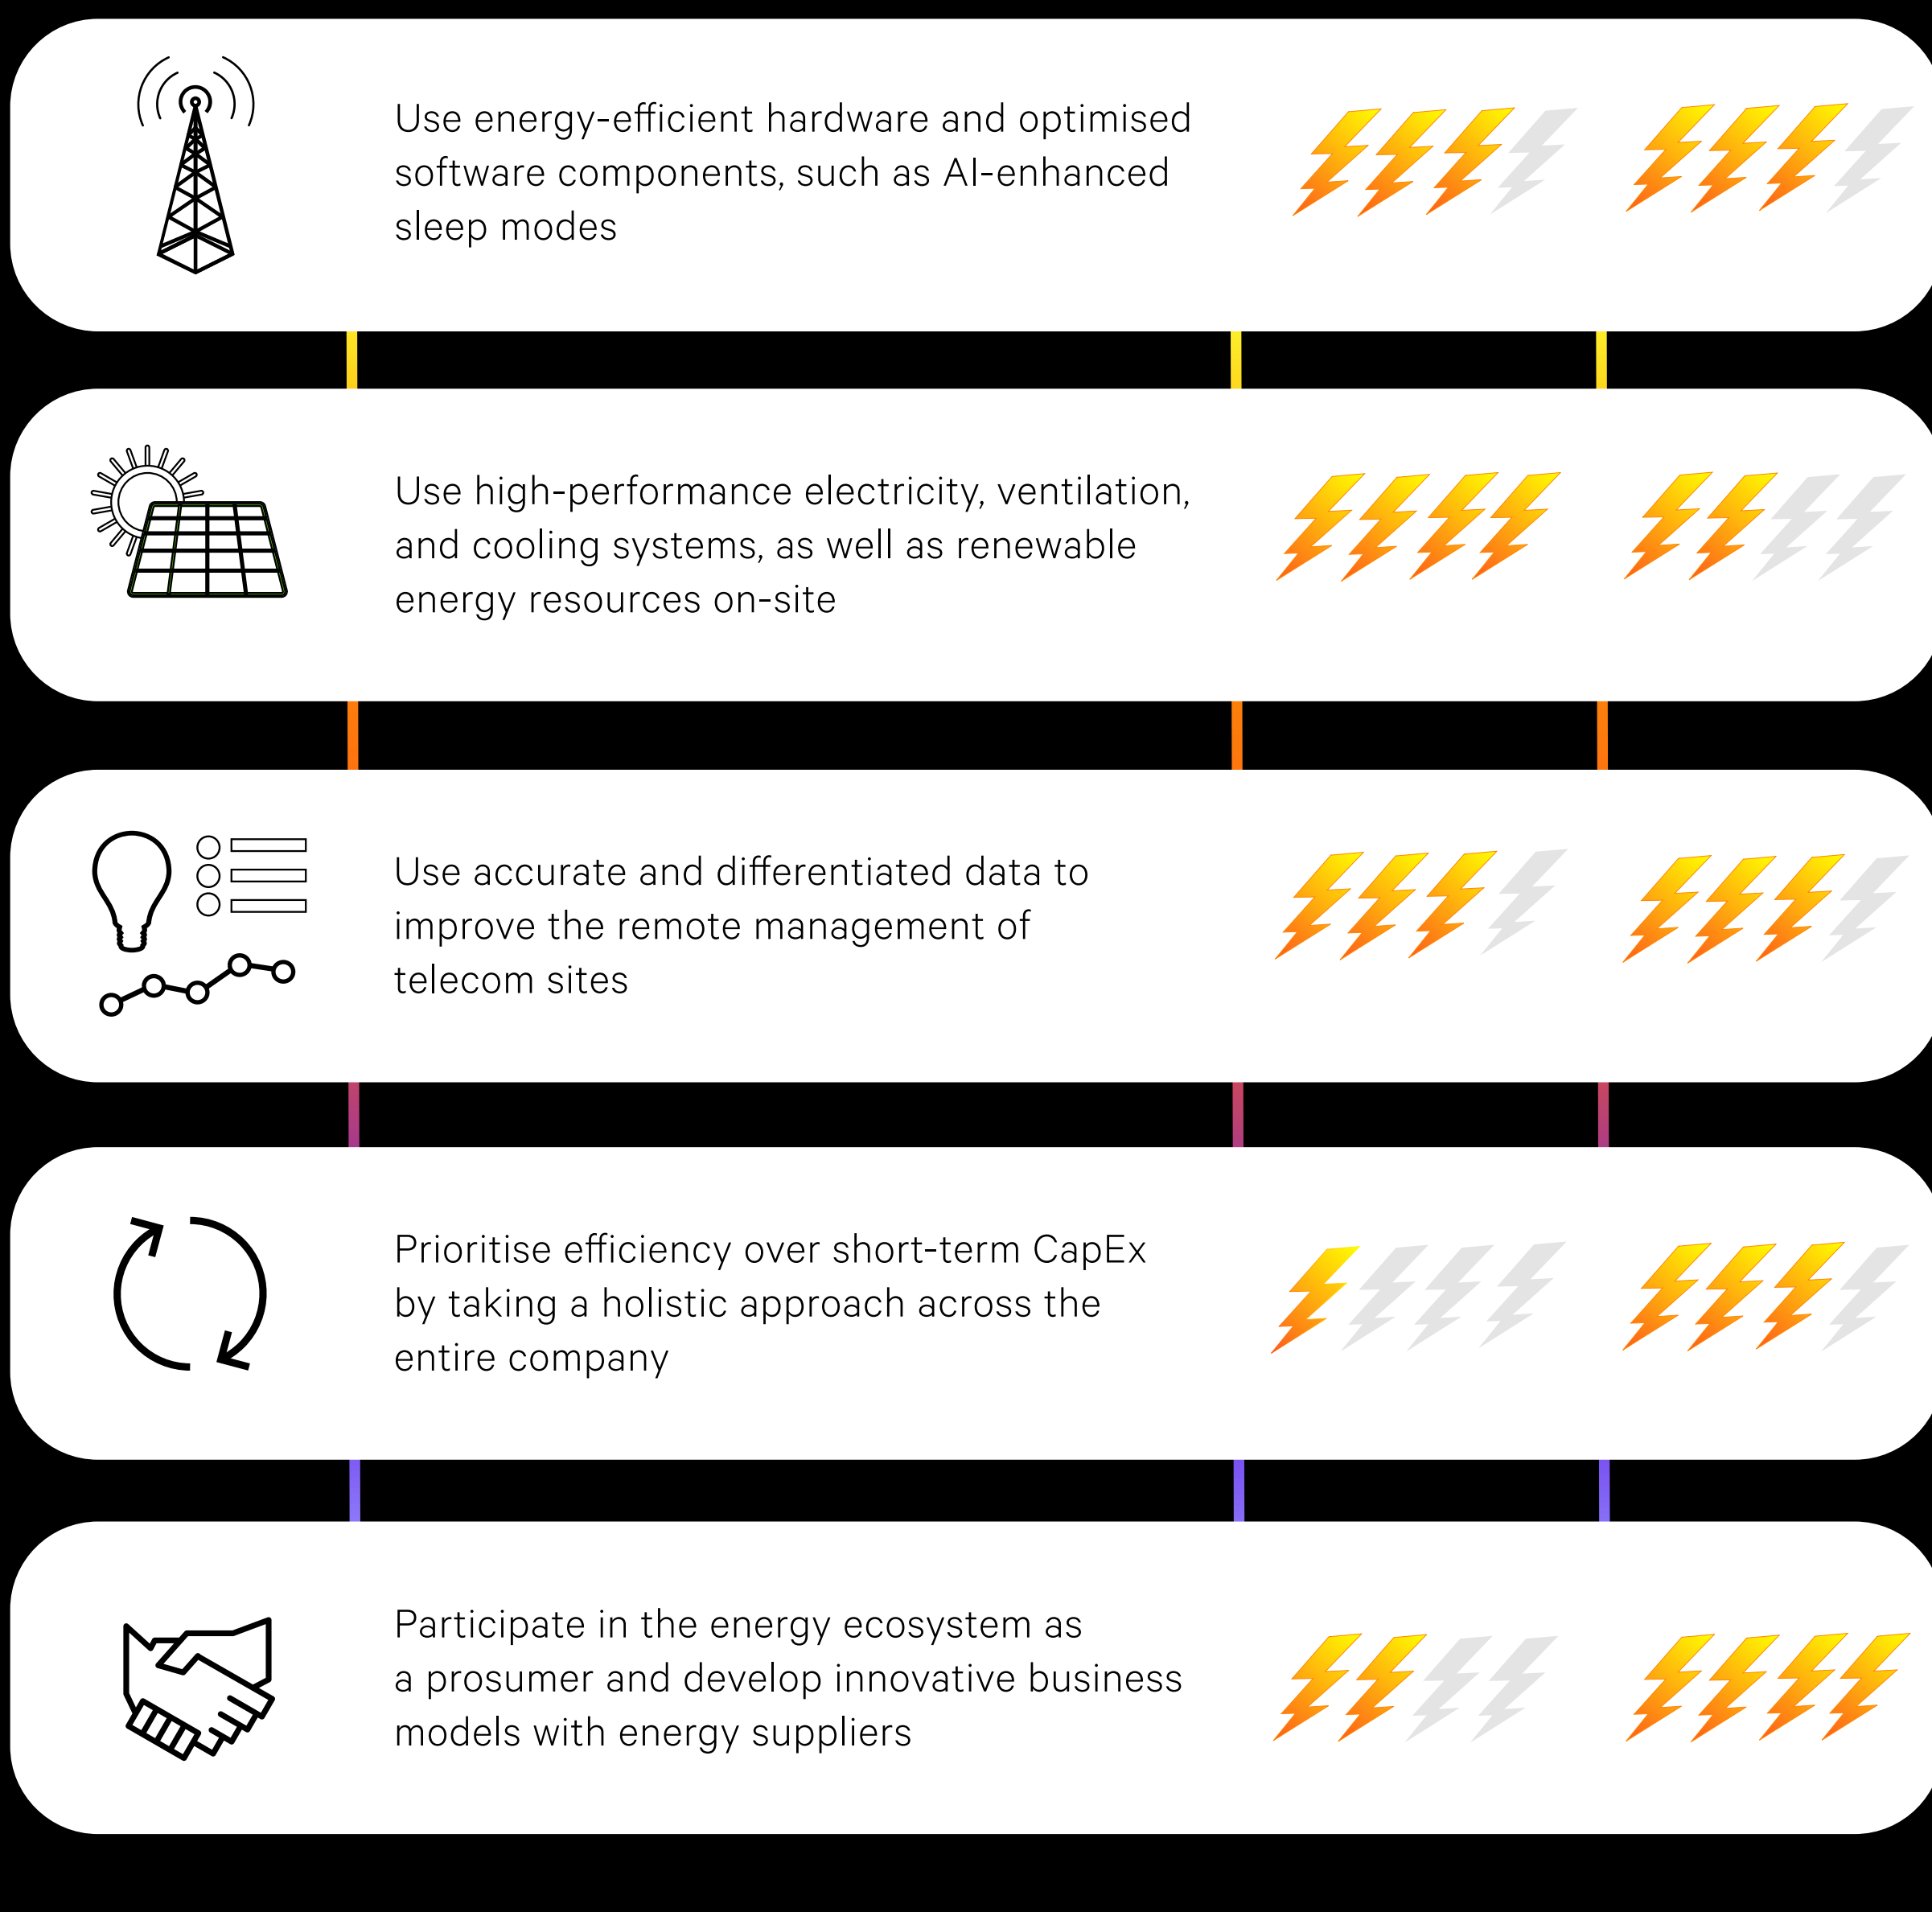 Use energy-efficient hardware and optimised
software components, such as AI-enhanced
sleep modes
Use high-performance electricity, ventilation,
and cooling systems, as well as renewable
energy resources on-site
Use accurate and differentiated data to
improve the remote management of
telecom sites
Prioritise efficiency over short-term CapEx
by taking a holistic approach across the
entire company
Participate in the energy ecosystem as
a prosumer and develop innovative business
models with energy suppliers